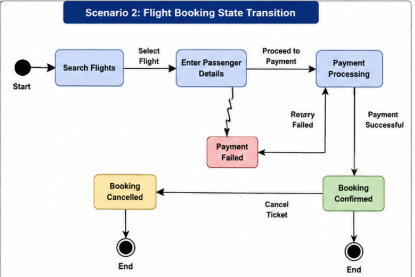 Scenario 2: Flight Booking State Transition
Search Flights
Select
Flight
Enter Passenger
Details
Proceed to
Payment
Payment
Processing
Start
Retary
Failed
Payment
Successful
Payment
Failed
Booking
Cancelled
Cancel
Ticket
Booking
Confirmed
End
End